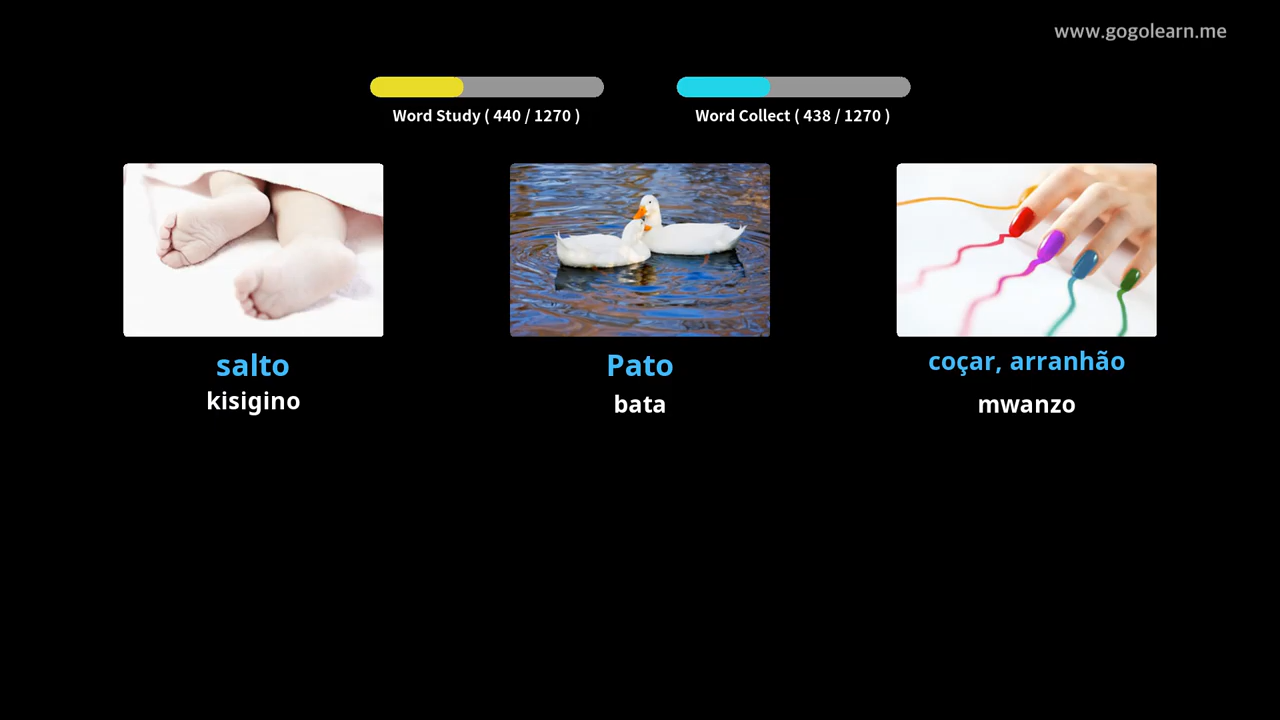 www.gogolearn.me
Word Study ( 440 / 1270 )
Word Collect ( 438 / 1270 )
salto
kisigino
Pato
bata
coçar, arranhão
mwanzo